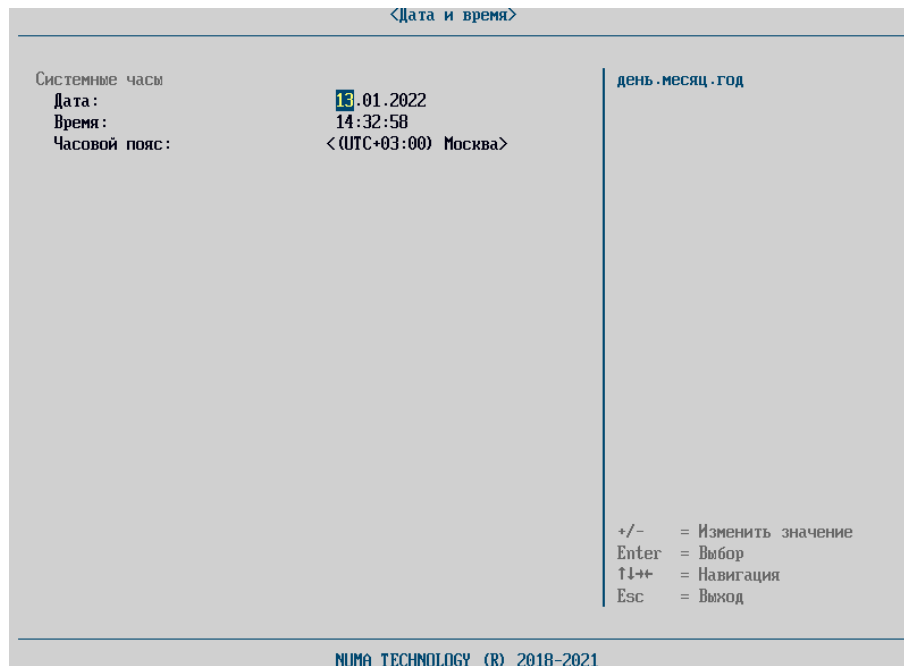 <Дата и время>
Системные часы
Дата: 13.01.2022
Время: 14:32:58
Часовой пояс: <(UTC+03:00) Москва>
день.месяц.год
+/- = Изменить значение
Enter = Выбор
↑↓→← = Навигация
Esc = Выход
NUMA TECHNOLOGY (R) 2018-2021